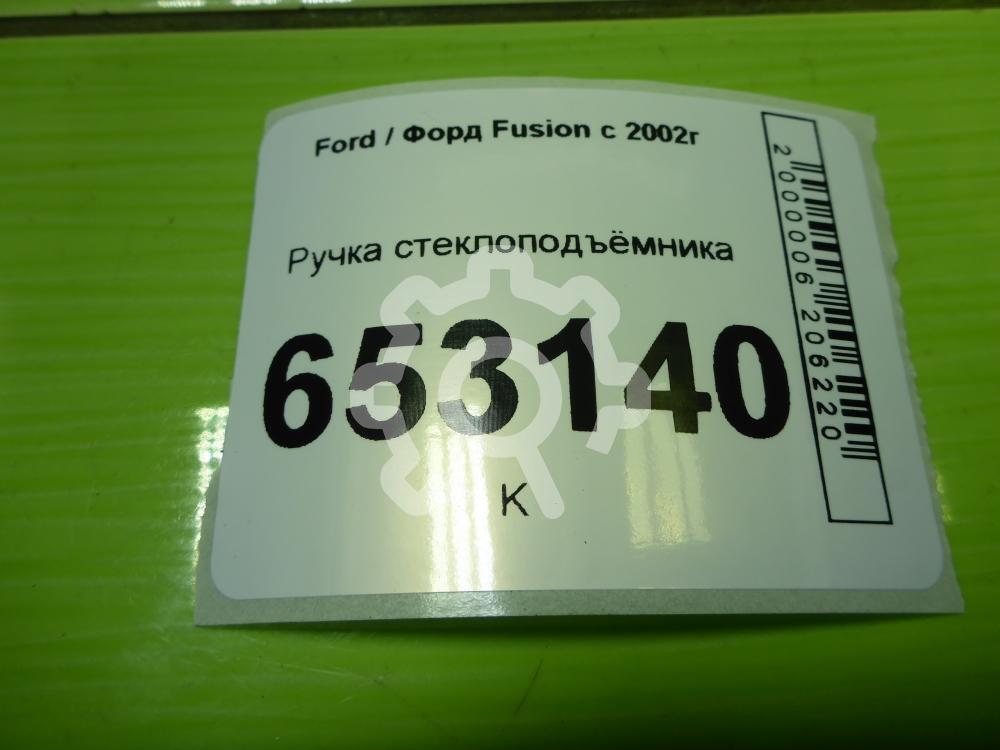 Ford / Форд Fusion с 2002г
Ручка стеклоподъёмника
653140
К
2000006206220